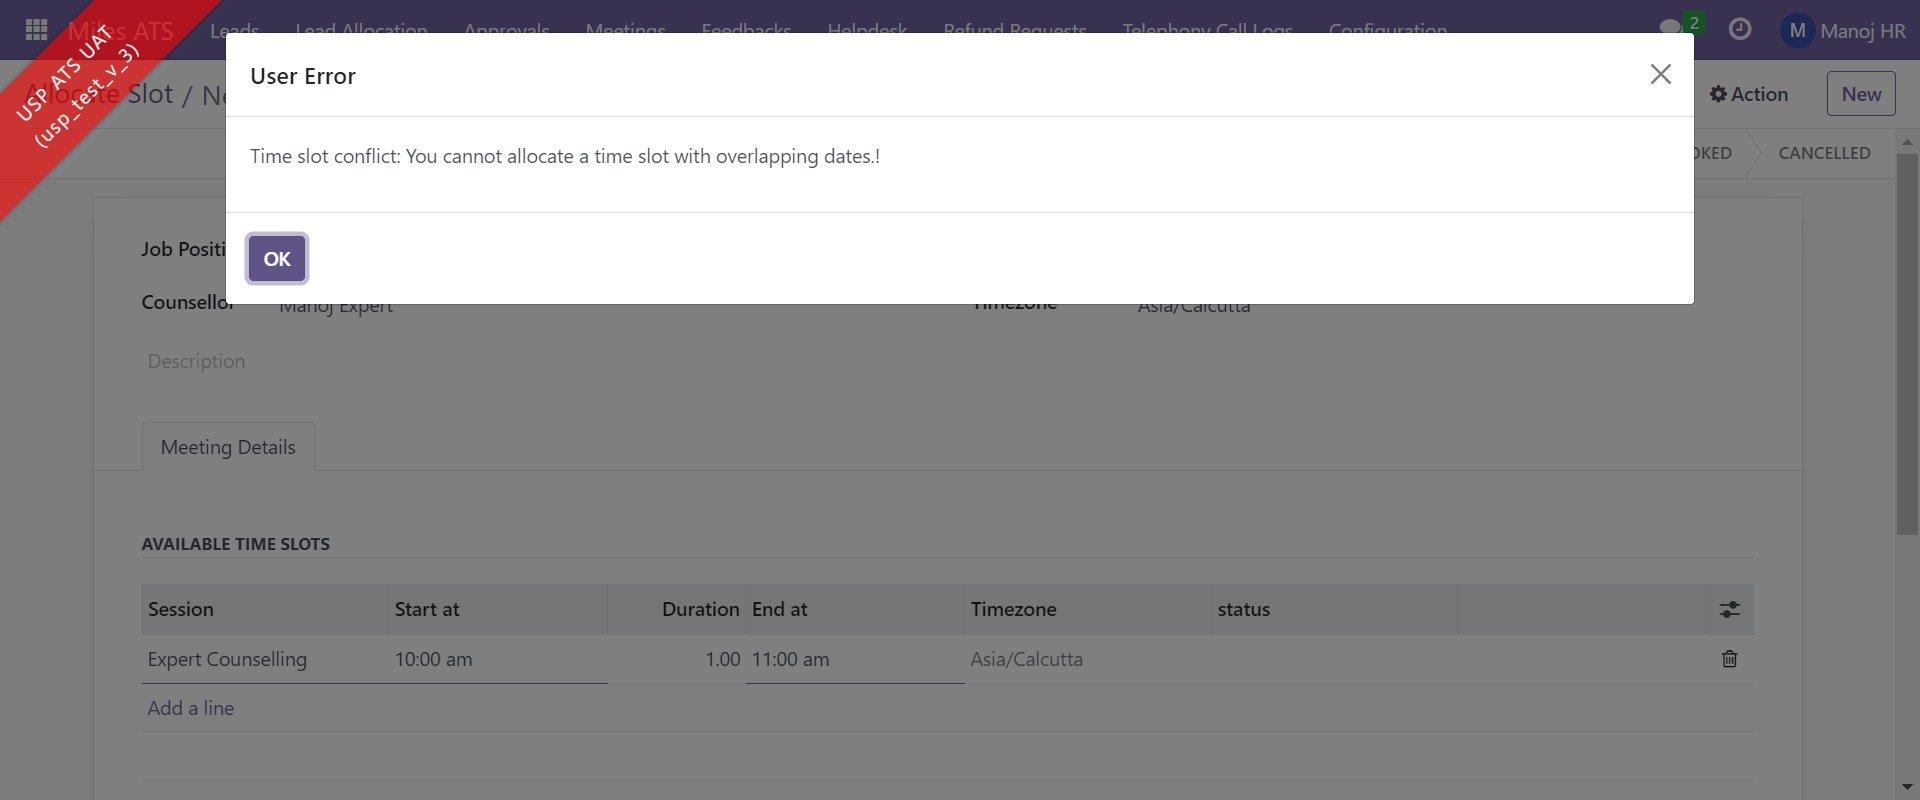 Miles ATS Leads Lead Allocation Approvals Meetings Feedbacks Helpdesk Refund Requests Telephony Call Logs Configuration 2 M Manoj HR
USP ATS UAT
(usp_test_v_3)
User Error
Allocate Slot / Ne
Action New
Time slot conflict: You cannot allocate a time slot with overlapping dates.!
OKED CANCELLED
OK
Job Positi
Counsellor Manoj Expert Timezone Asia/Calcutta
Description
Meeting Details
AVAILABLE TIME SLOTS
Session Start at Duration End at Timezone status
Expert Counselling 10:00 am 1.00 11:00 am Asia/Calcutta
Add a line